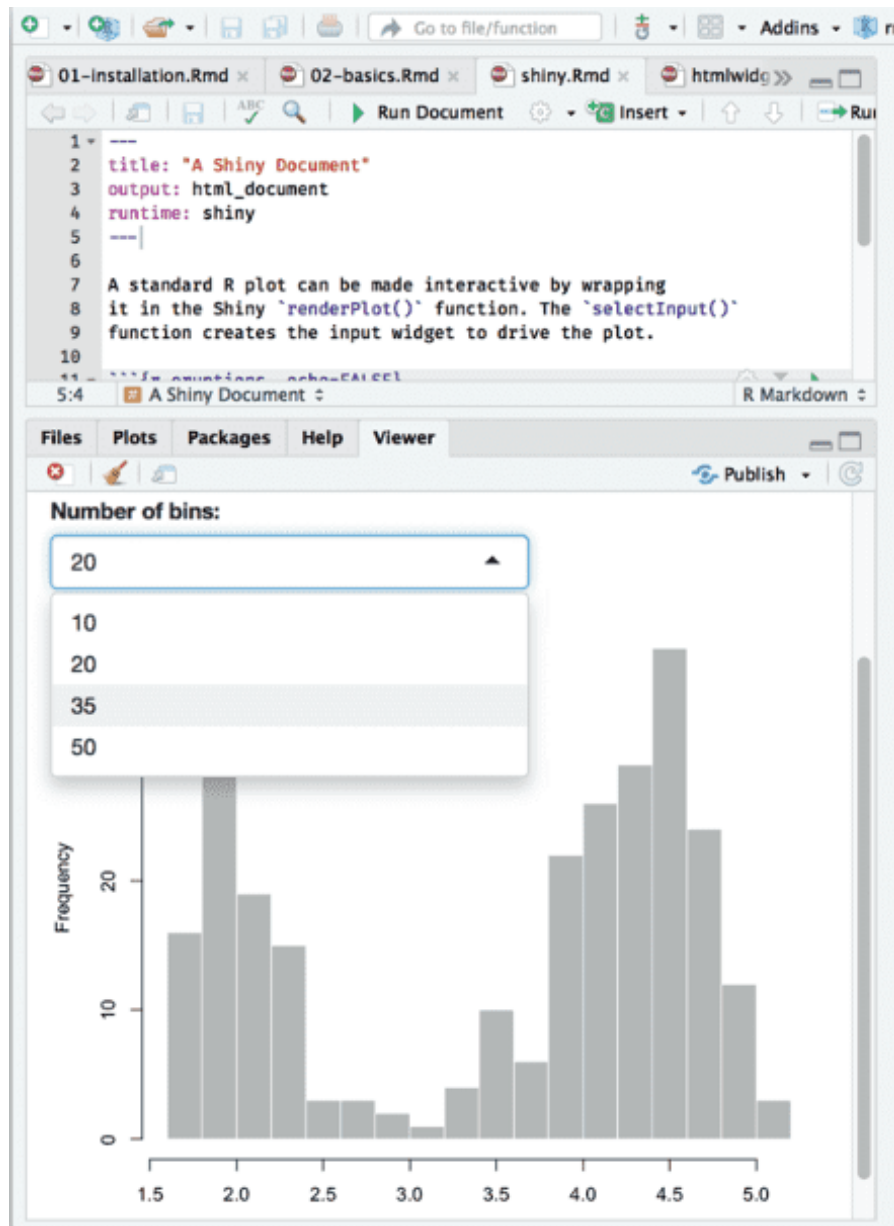 Go to file/function
Addins
01-installation.Rmd
02-basics.Rmd
shiny.Rmd
htmlwidg
ABC
Run Document
Insert
1 ---
2 title: "A Shiny Document"
3 output: html_document
4 runtime: shiny
5 ---
6
7 A standard R plot can be made interactive by wrapping
8 it in the Shiny `renderPlot()` function. The `selectInput()`
9 function creates the input widget to drive the plot.
10
5:4 A Shiny Document R Markdown
Files Plots Packages Help Viewer
Publish
Number of bins:
20
10
20
35
50
Frequency
20
10
0
1.5 2.0 2.5 3.0 3.5 4.0 4.5 5.0